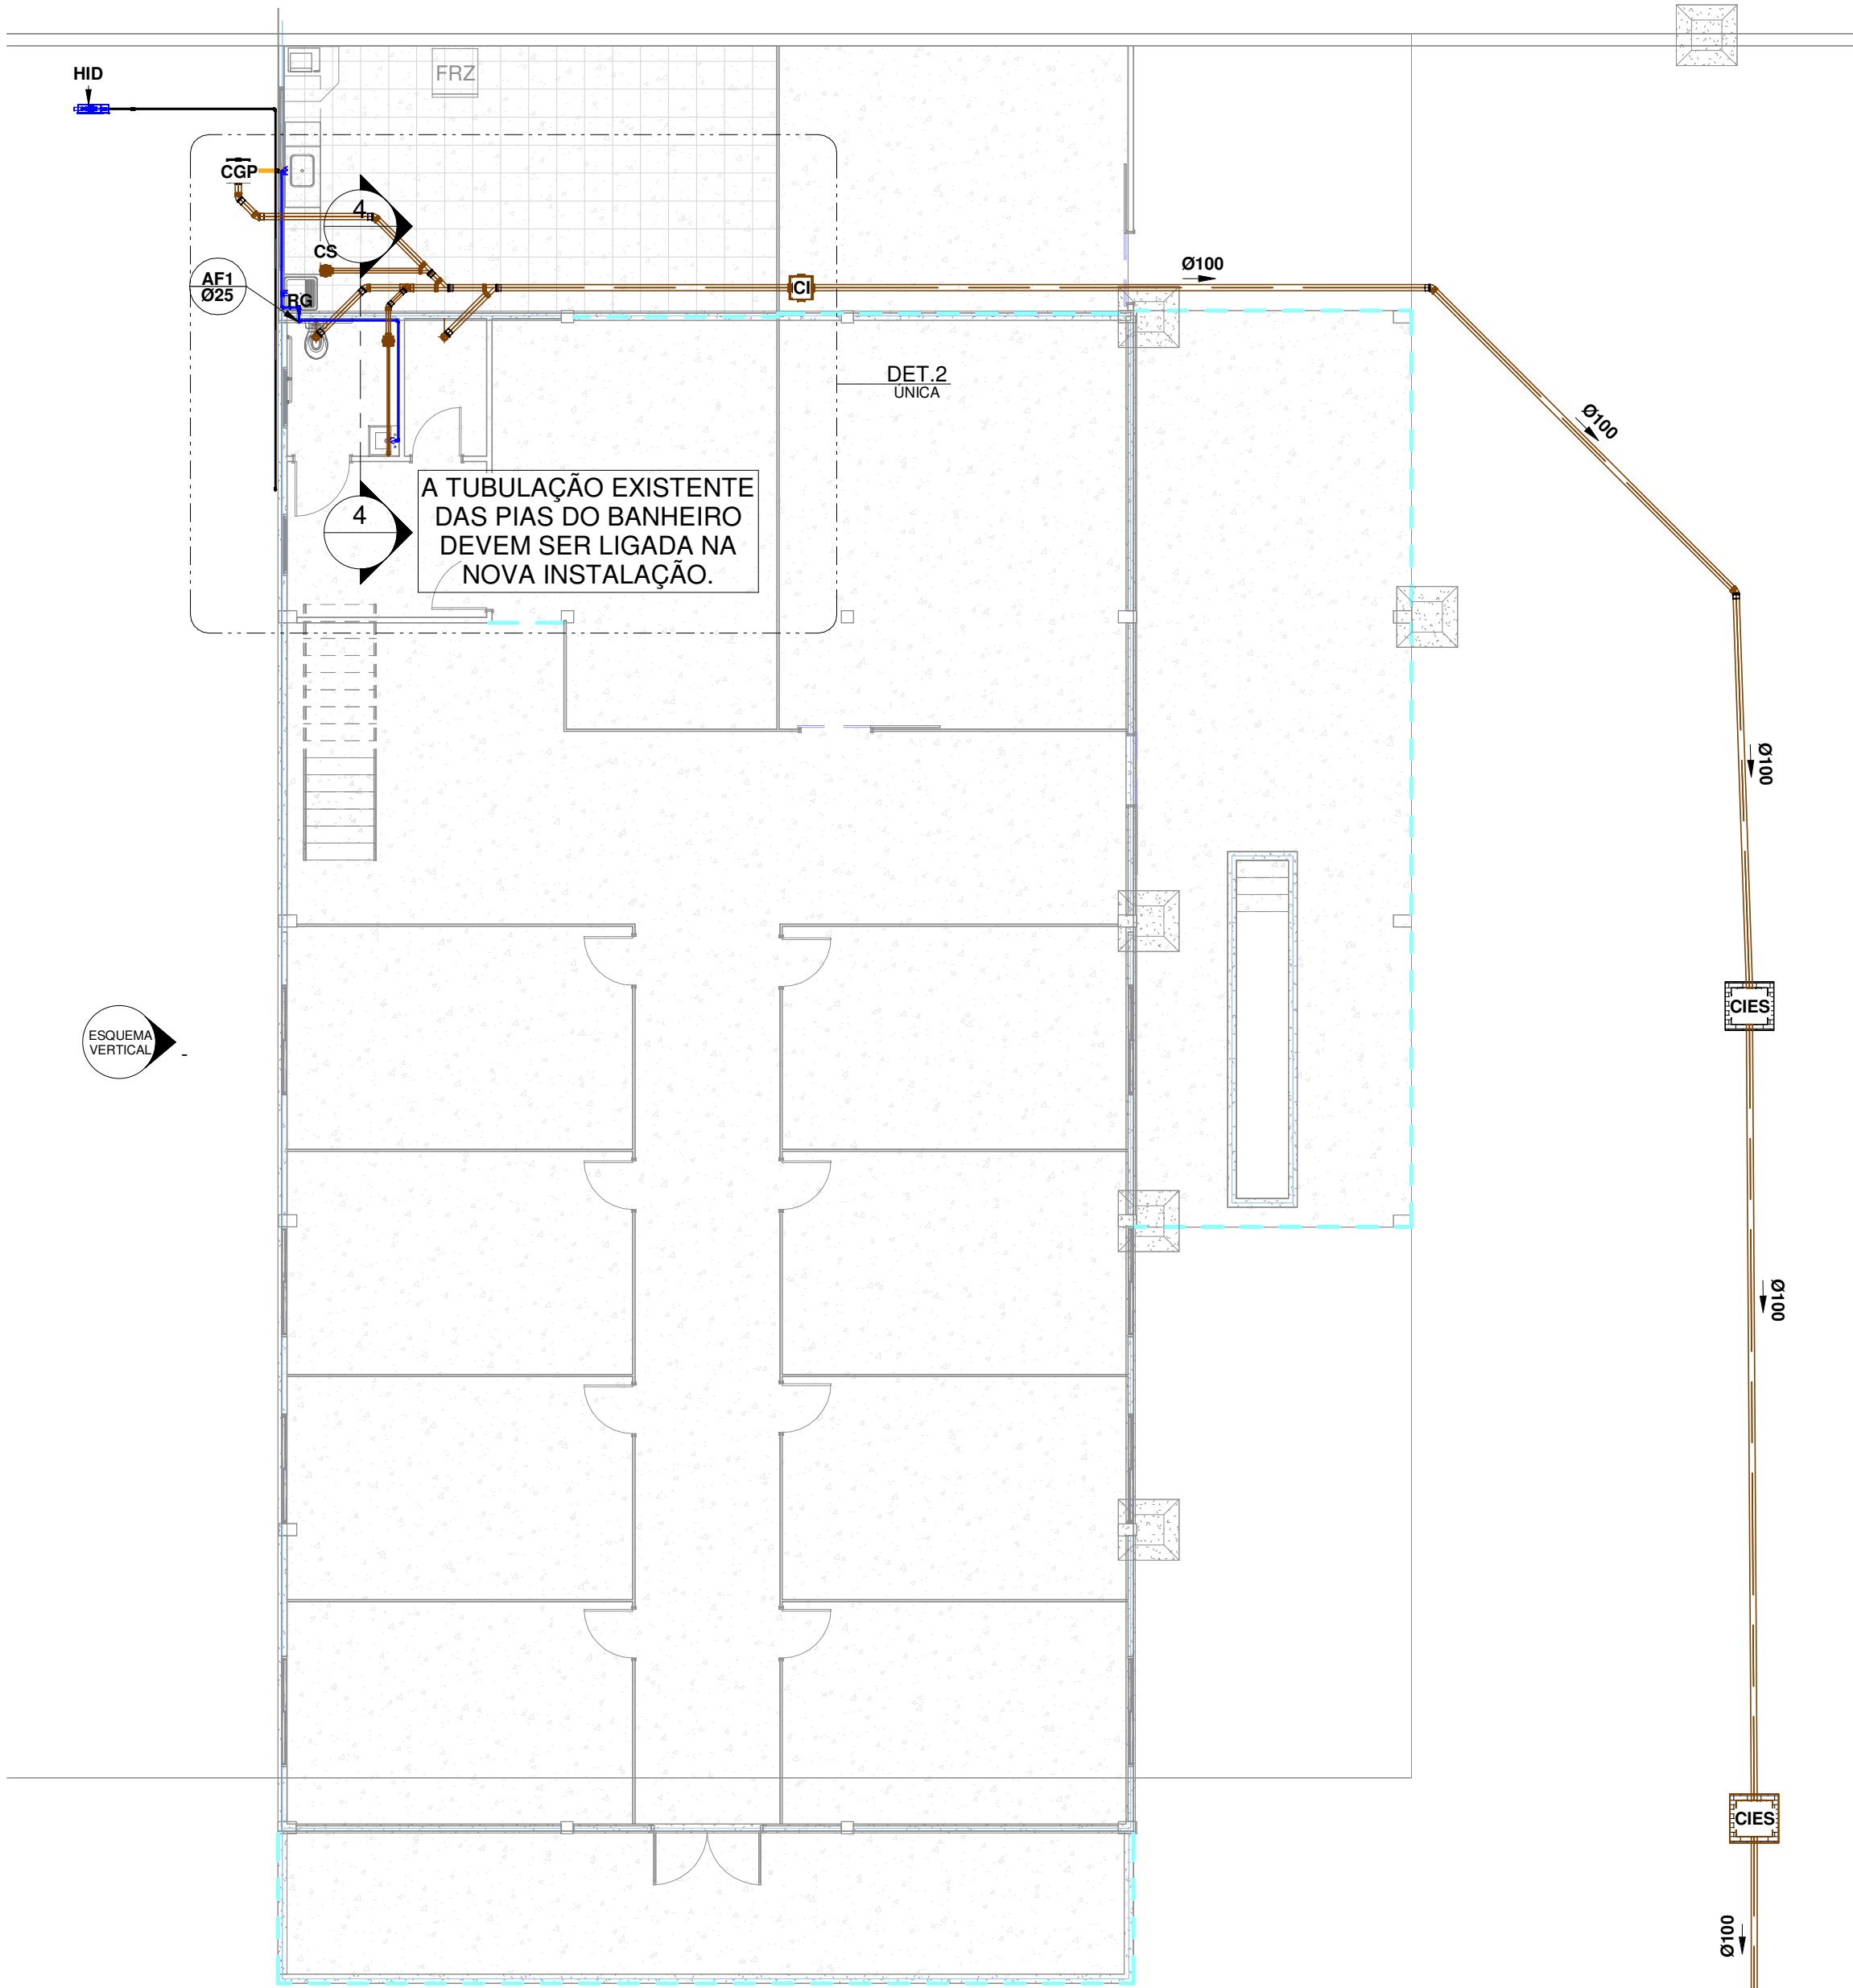 HID
FRZ
CGP
4
CS
AF1
Ø25
RG
CI
Ø100
DET.2
ÚNICA
Ø100
4
A TUBULAÇÃO EXISTENTE
DAS PIAS DO BANHEIRO
DEVEM SER LIGADA NA
NOVA INSTALAÇÃO.
Ø100
CIES
ESQUEMA
VERTICAL
-
Ø100
CIES
Ø100